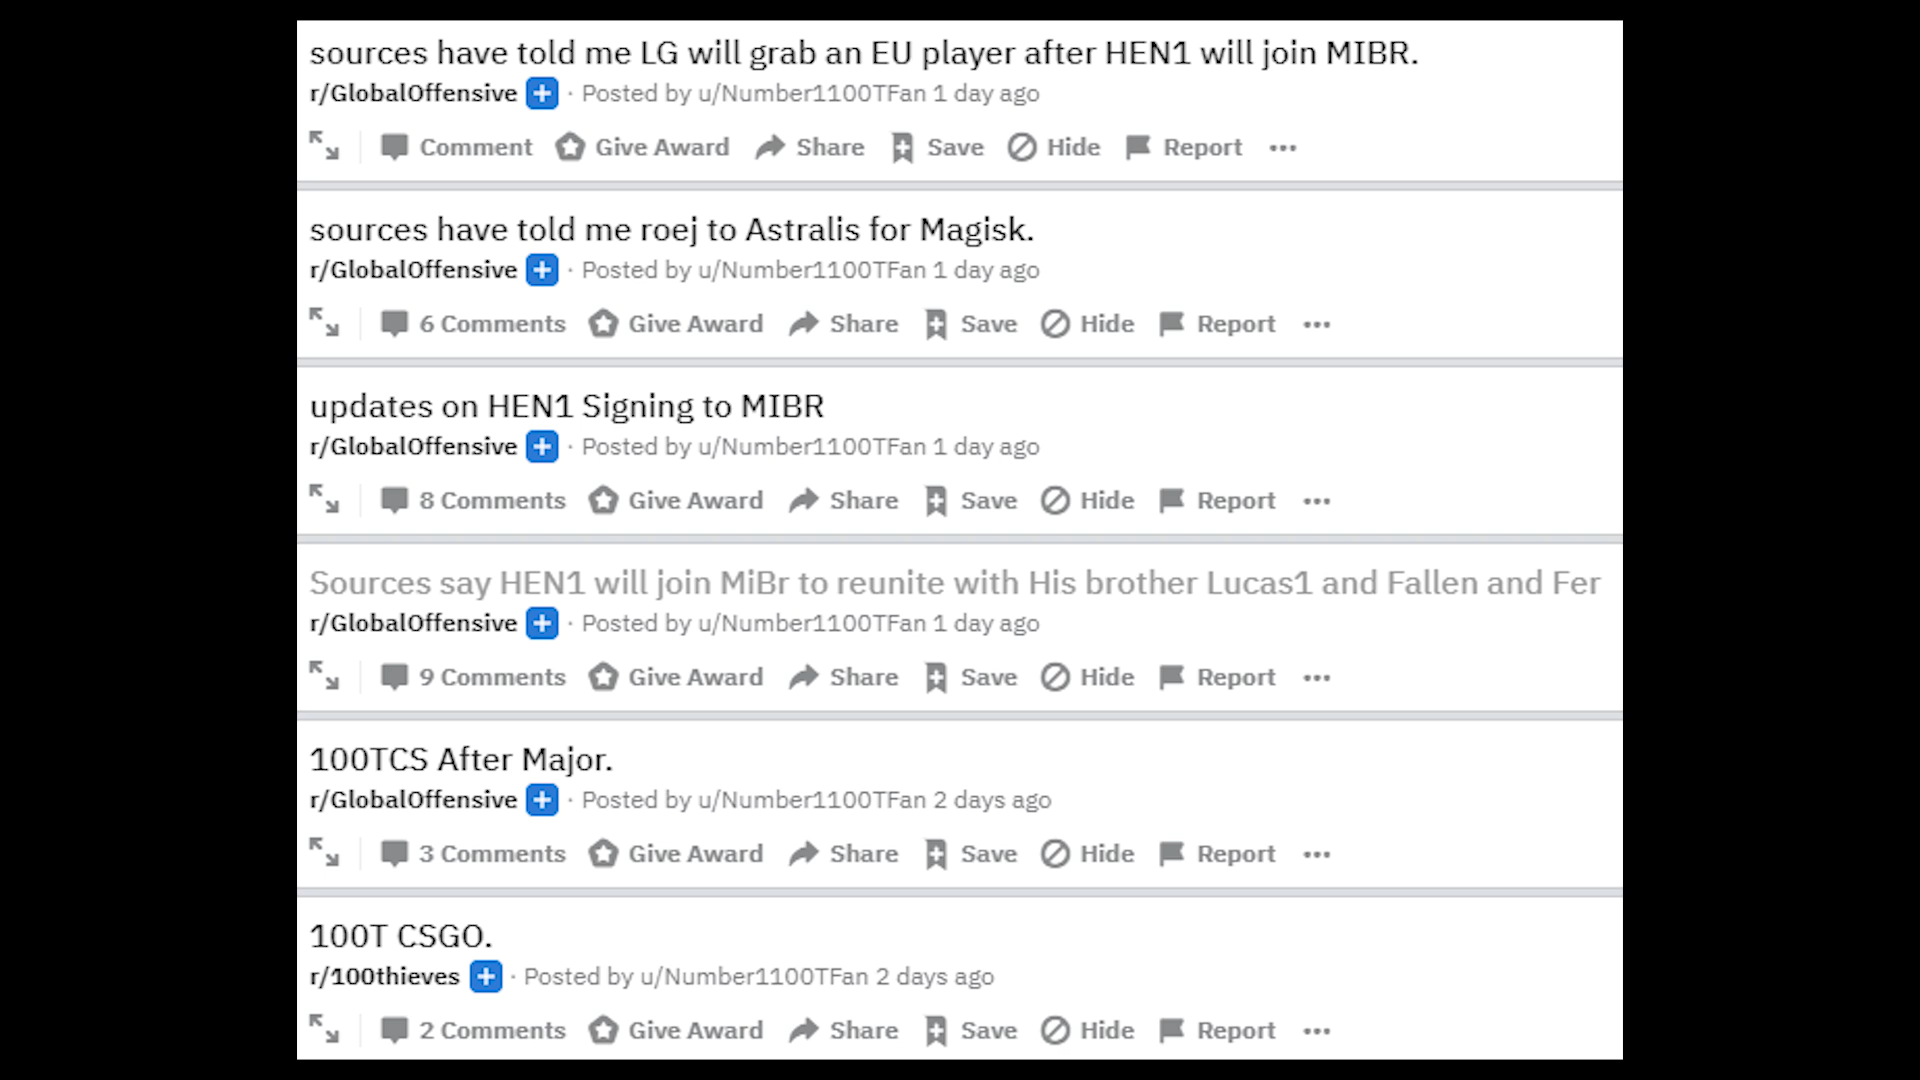 sources have told me LG will grab an EU player after HEN1 will join MIBR.
r/GlobalOffensive + · Posted by u/Number1100TFan 1 day ago
Comment Give Award Share Save Hide Report ...
sources have told me roej to Astralis for Magisk.
r/GlobalOffensive + · Posted by u/Number1100TFan 1 day ago
6 Comments Give Award Share Save Hide Report ...
updates on HEN1 Signing to MIBR
r/GlobalOffensive + · Posted by u/Number1100TFan 1 day ago
8 Comments Give Award Share Save Hide Report ...
Sources say HEN1 will join MiBr to reunite with His brother Lucas1 and Fallen and Fer
r/GlobalOffensive + · Posted by u/Number1100TFan 1 day ago
9 Comments Give Award Share Save Hide Report ...
100TCS After Major.
r/GlobalOffensive + · Posted by u/Number1100TFan 2 days ago
3 Comments Give Award Share Save Hide Report ...
100T CSGO.
r/100thieves + · Posted by u/Number1100TFan 2 days ago
2 Comments Give Award Share Save Hide Report ...